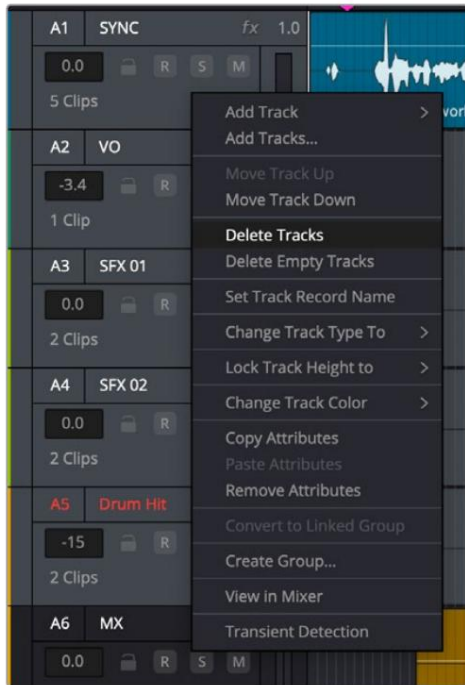 A1 SYNC fx 1.0
0.0 R S M
5 Clips
A2 VO
-3.4 R
1 Clip
A3 SFX 01
0.0 R
2 Clips
A4 SFX 02
0.0 R
2 Clips
A5 Drum Hit
-15 R
2 Clips
A6 MX
0.0 R S M
Add Track >
Add Tracks...
Move Track Up
Move Track Down
Delete Tracks
Delete Empty Tracks
Set Track Record Name
Change Track Type To >
Lock Track Height to >
Change Track Color >
Copy Attributes
Paste Attributes
Remove Attributes
Convert to Linked Group
Create Group...
View in Mixer
Transient Detection